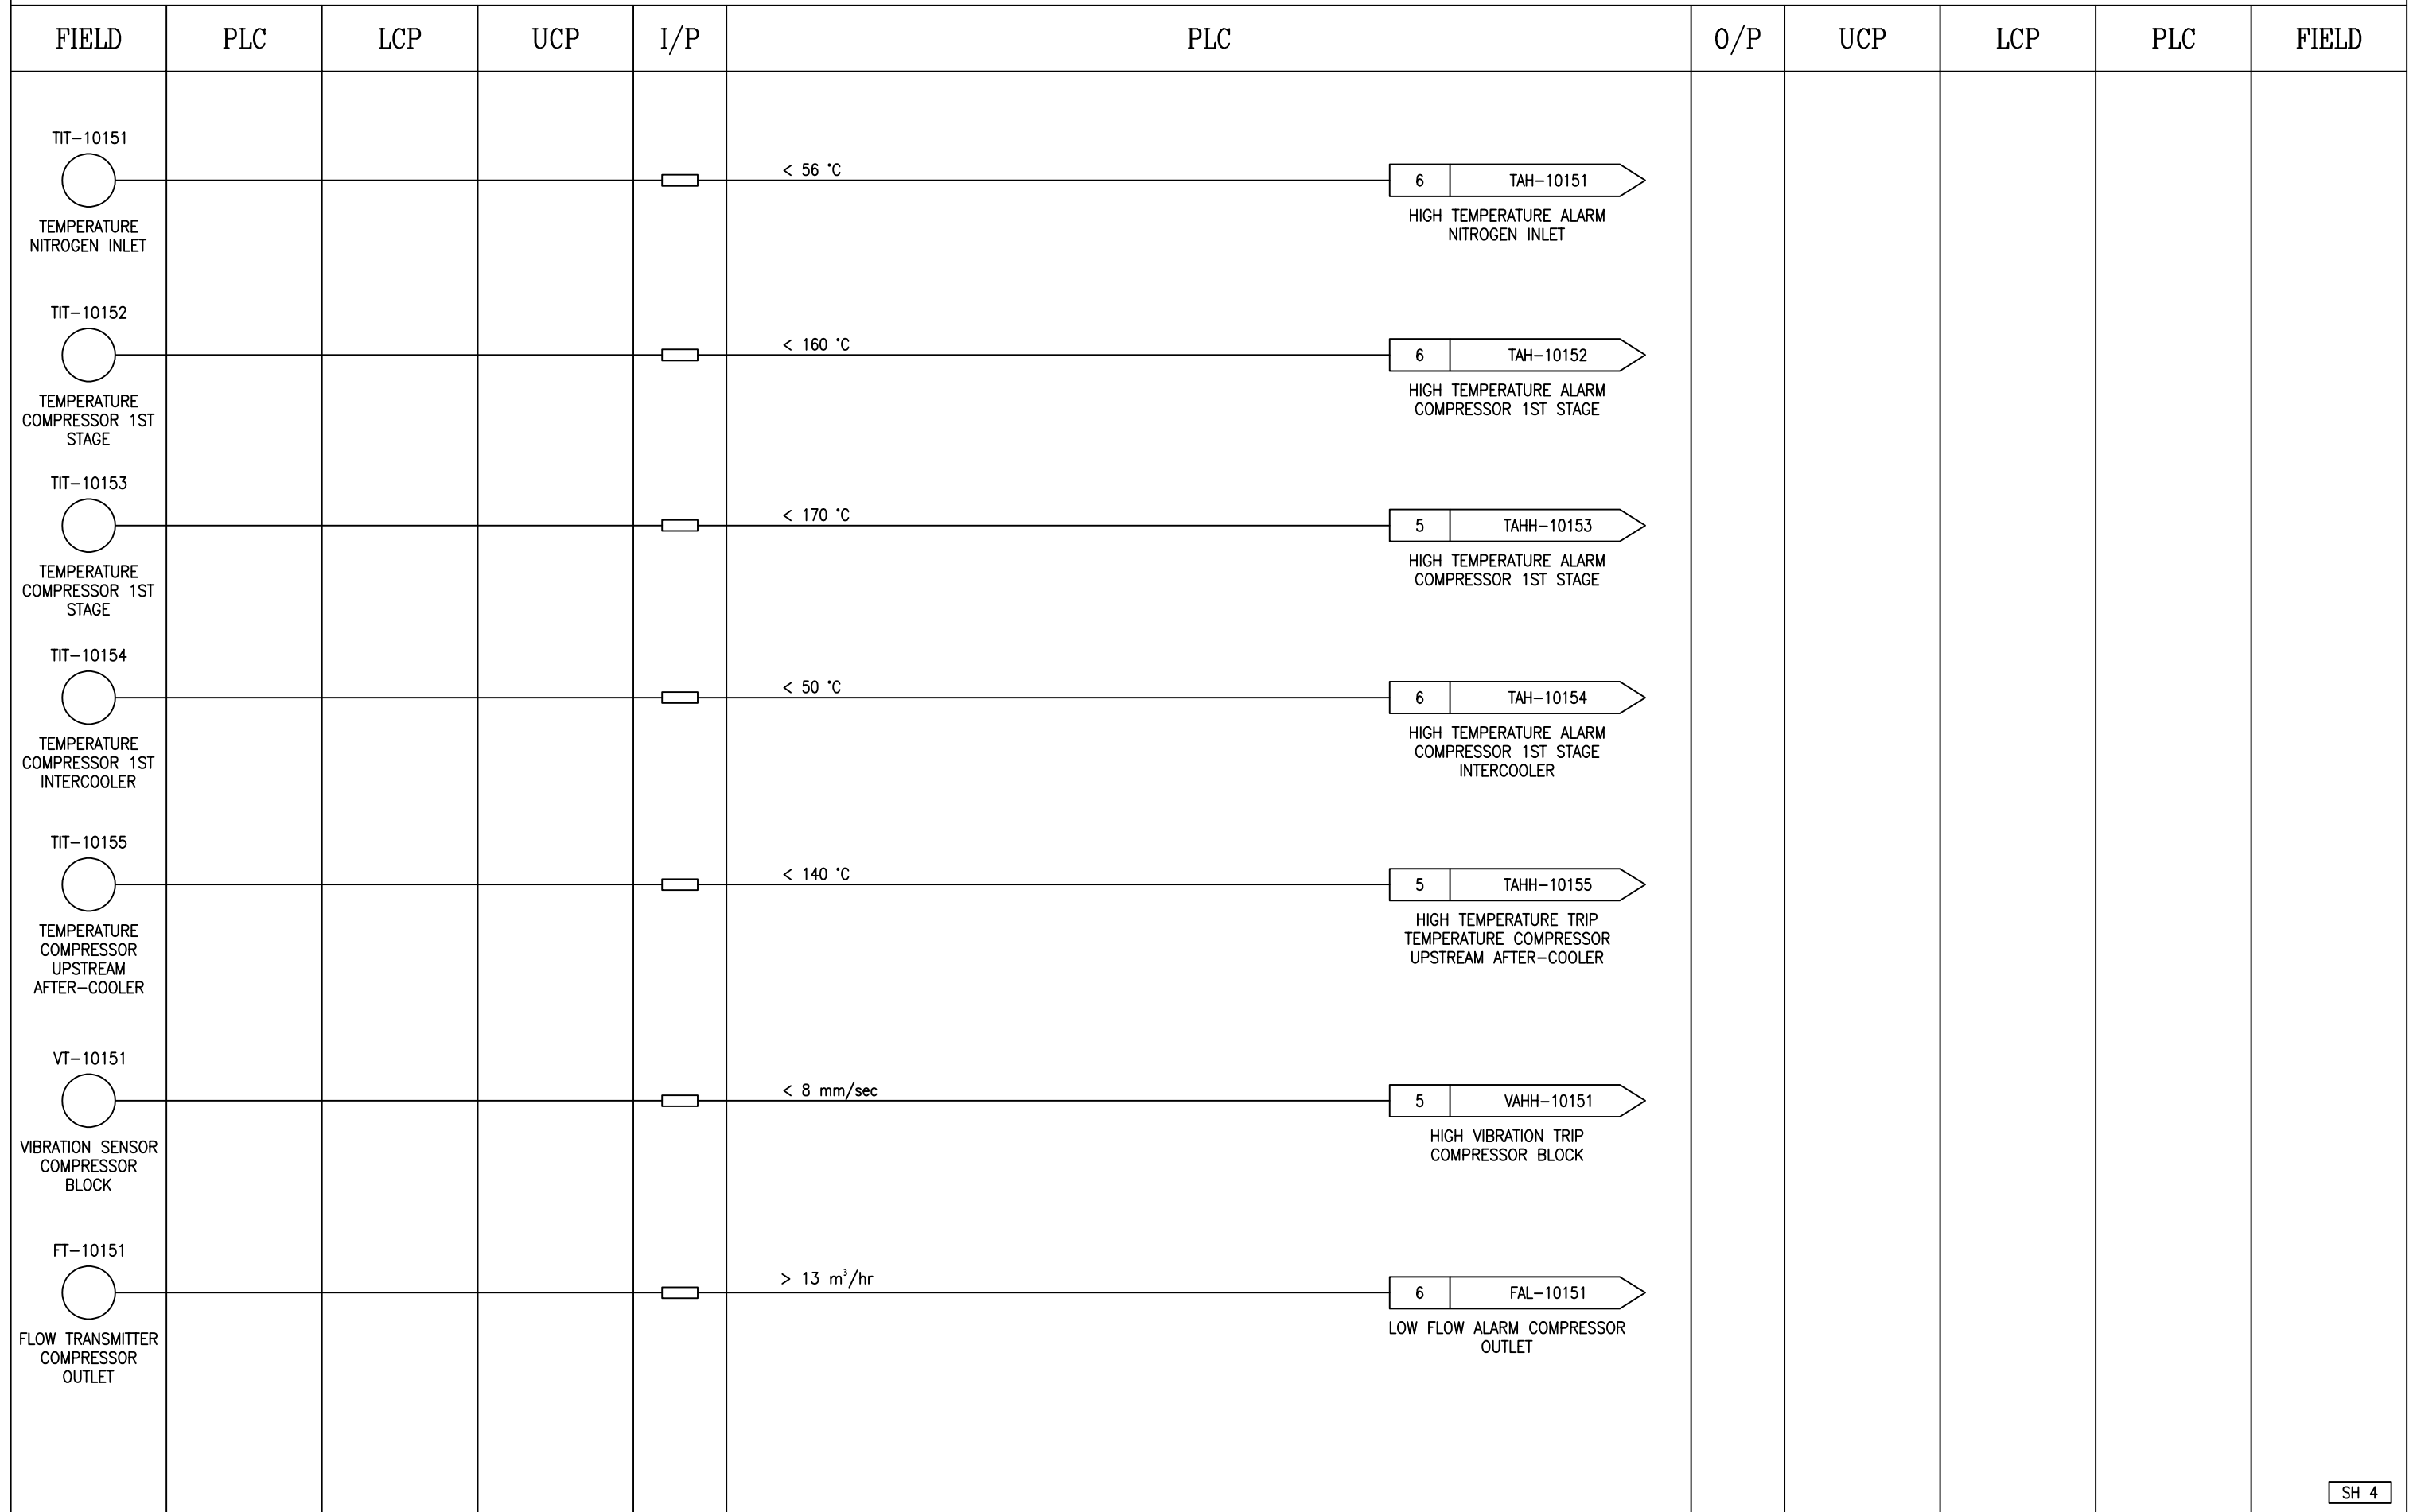 FIELD PLC LCP UCP I/P PLC O/P UCP LCP PLC FIELD
TIT-10151
< 56 °C
6 TAH-10151
TEMPERATURE
NITROGEN INLET
HIGH TEMPERATURE ALARM
NITROGEN INLET
TIT-10152
< 160 °C
6 TAH-10152
TEMPERATURE
COMPRESSOR 1ST
STAGE
HIGH TEMPERATURE ALARM
COMPRESSOR 1ST STAGE
TIT-10153
< 170 °C
5 TAHH-10153
TEMPERATURE
COMPRESSOR 1ST
STAGE
HIGH TEMPERATURE ALARM
COMPRESSOR 1ST STAGE
TIT-10154
< 50 °C
6 TAH-10154
TEMPERATURE
COMPRESSOR 1ST
INTERCOOLER
HIGH TEMPERATURE ALARM
COMPRESSOR 1ST STAGE
INTERCOOLER
TIT-10155
< 140 °C
5 TAHH-10155
TEMPERATURE
COMPRESSOR
UPSTREAM
AFTER-COOLER
HIGH TEMPERATURE TRIP
TEMPERATURE COMPRESSOR
UPSTREAM AFTER-COOLER
VT-10151
< 8 mm/sec
5 VAHH-10151
VIBRATION SENSOR
COMPRESSOR
BLOCK
HIGH VIBRATION TRIP
COMPRESSOR BLOCK
FT-10151
> 13 m³/hr
6 FAL-10151
FLOW TRANSMITTER
COMPRESSOR
OUTLET
LOW FLOW ALARM COMPRESSOR
OUTLET
SH 4